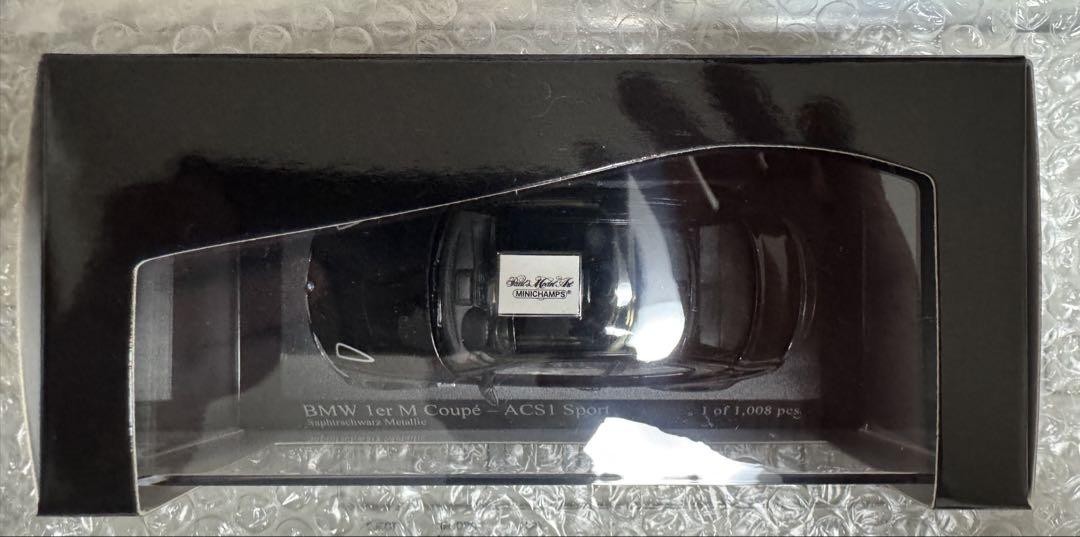 Paul's Model Art
MINICHAMPS®
BMW 1er M Coupé – ACS1 Sport
1 of 1,008 pcs.
Saphirschwarz Metallic